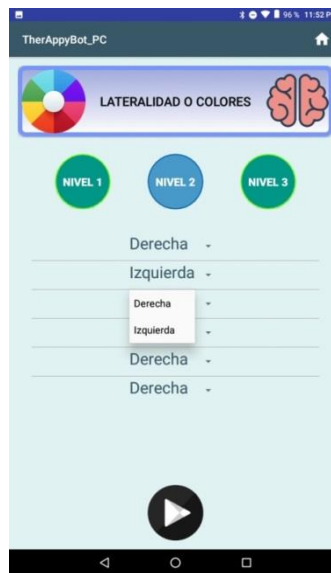 96% 11:52 P
TherAppyBot_PC
LATERALIDAD O COLORES
NIVEL 1 NIVEL 2 NIVEL 3
Derecha
Izquierda
Derecha
Izquierda
Derecha
Derecha